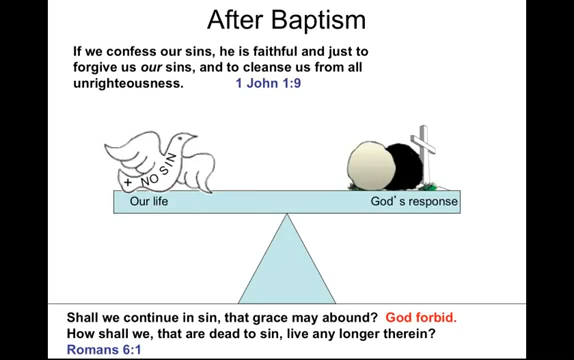 After Baptism
If we confess our sins, he is faithful and just to
forgive us our sins, and to cleanse us from all
unrighteousness. 1 John 1:9
+ NO SIN
Our life
God's response
Shall we continue in sin, that grace may abound? God forbid.
How shall we, that are dead to sin, live any longer therein?
Romans 6:1